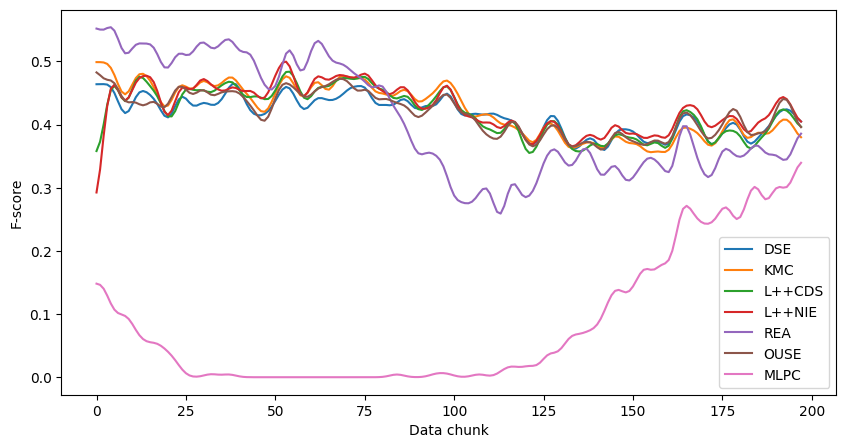 F-score
0.5
0.4
0.3
0.2
0.1
0.0
0 25 50 75 100 125 150 175 200
Data chunk
DSE
KMC
L++CDS
L++NIE
REA
OUSE
MLPC